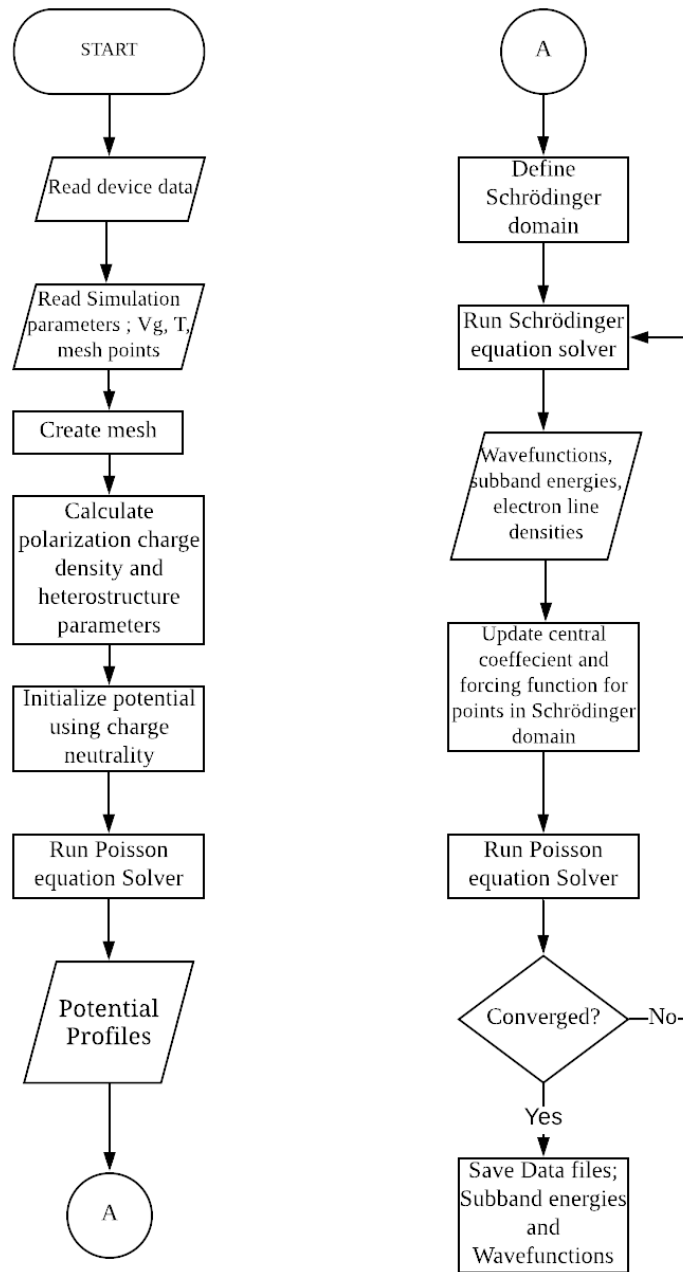 START
Read device data
Read Simulation
parameters ; Vg, T,
mesh points
Create mesh
Calculate
polarization charge
density and
heterostructure
parameters
Initialize potential
using charge
neutrality
Run Poisson
equation Solver
Potential
Profiles
A
A
Define
Schrödinger
domain
Run Schrödinger
equation solver
Wavefunctions,
subband energies,
electron line
densities
Update central
coeffecient and
forcing function for
points in Schrödinger
domain
Run Poisson
equation Solver
Converged?
No
Yes
Save Data files;
Subband energies
and
Wavefunctions